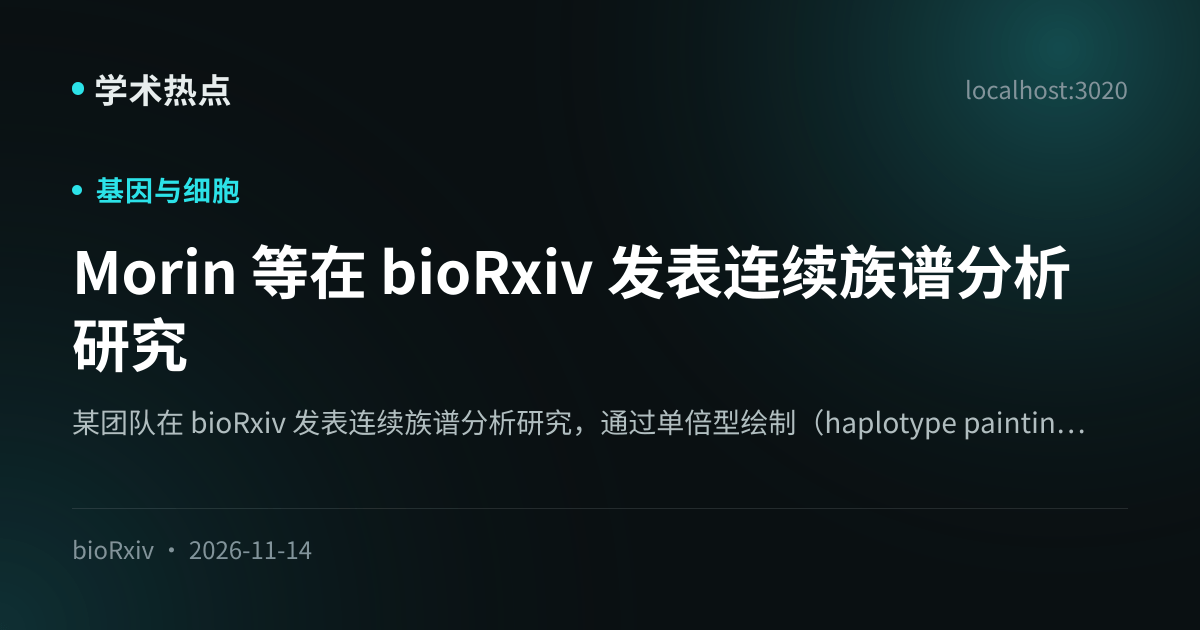 学术热点
localhost:3020
基因与细胞
Morin 等在 bioRxiv 发表连续族谱分析
研究
某团队在 bioRxiv 发表连续族谱分析研究，通过单倍型绘制（haplotype paintin…
bioRxiv · 2026-11-14